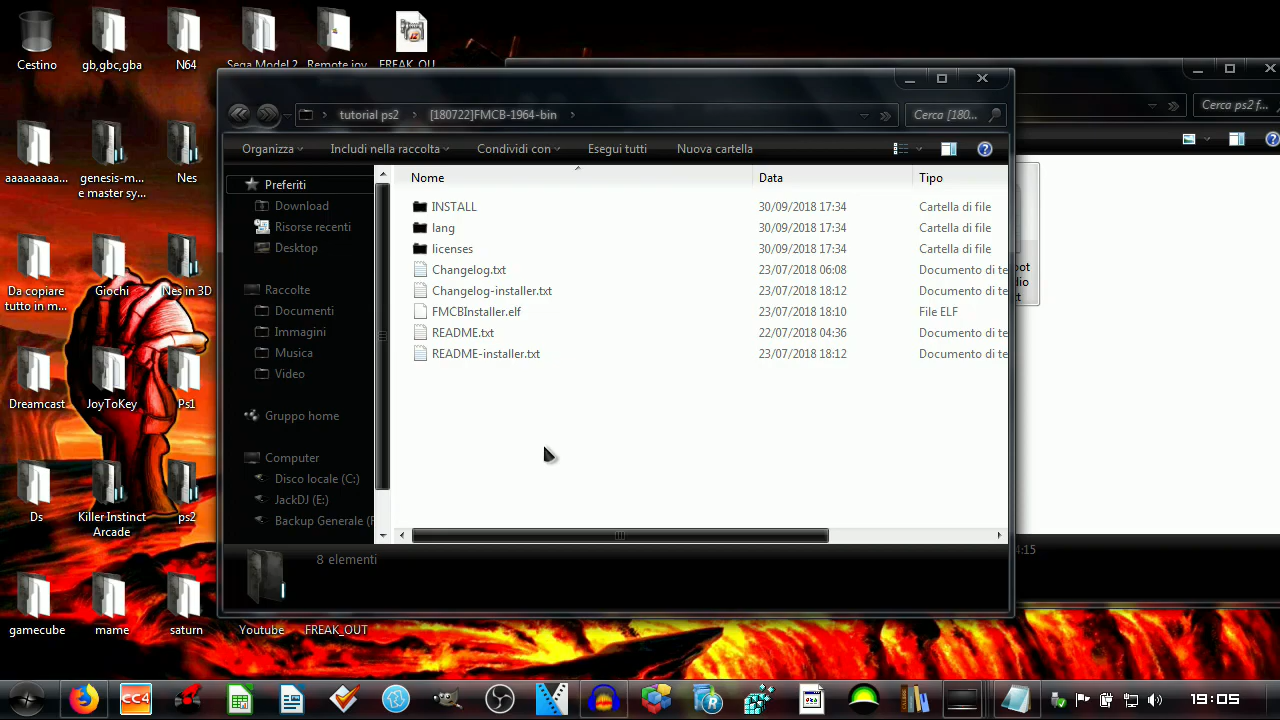 Cestino
gb,gbc,gba
N64
Sega Model 2
Remote joy
FREAK_OU
aaaaaaaaa...
genesis-m...
e master sy...
Nes
Da copiare
tutto in m...
Giochi
Nes in 3D
Dreamcast
JoyToKey
Ps1
Ds
Killer Instinct
Arcade
ps2
gamecube
mame
saturn
Youtube
FREAK_OUT
tutorial ps2
[180722]FMCB-1964-bin
Cerca [180...
Organizza
Includi nella raccolta
Condividi con
Esegui tutti
Nuova cartella
Preferiti
Download
Risorse recenti
Desktop
Raccolte
Documenti
Immagini
Musica
Video
Gruppo home
Computer
Disco locale (C:)
JackDJ (E:)
Backup Generale (F
Nome Data Tipo
INSTALL 30/09/2018 17:34 Cartella di file
lang 30/09/2018 17:34 Cartella di file
licenses 30/09/2018 17:34 Cartella di file
Changelog.txt 23/07/2018 06:08 Documento di te
Changelog-installer.txt 23/07/2018 18:12 Documento di te
FMCBInstaller.elf 23/07/2018 18:10 File ELF
README.txt 22/07/2018 04:36 Documento di te
README-installer.txt 23/07/2018 18:12 Documento di te
8 elementi
Cerca ps2 f...
oot
dio
rt
4:15
CC4
19:05